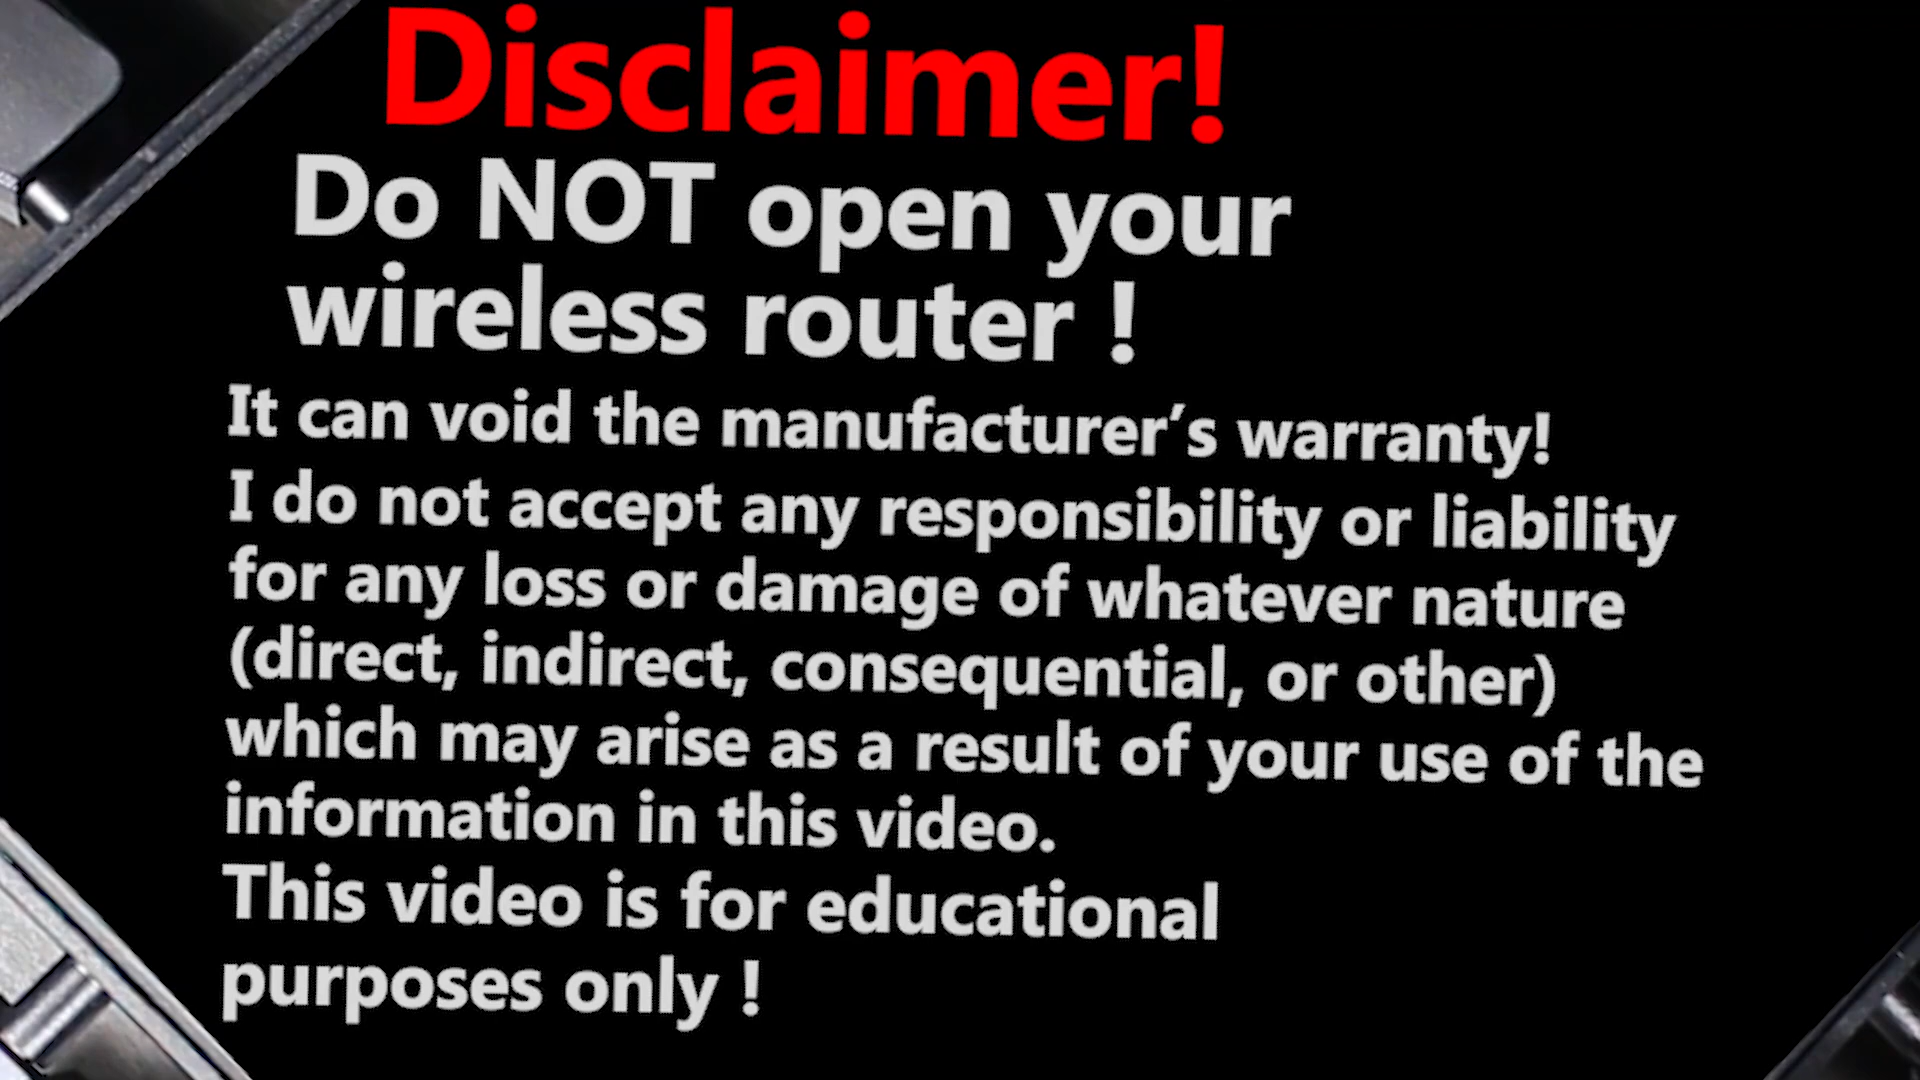 Disclaimer!
Do NOT open your
wireless router !
It can void the manufacturer’s warranty!
I do not accept any responsibility or liability
for any loss or damage of whatever nature
(direct, indirect, consequential, or other)
which may arise as a result of your use of the
information in this video.
This video is for educational
purposes only !